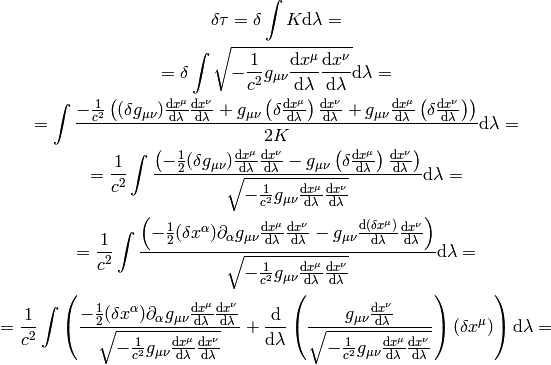 $\delta\tau = \delta \int K \mathrm{d}\lambda =$
$= \delta \int \sqrt{-\frac{1}{c^2} g_{\mu\nu} \frac{\mathrm{d}x^\mu}{\mathrm{d}\lambda} \frac{\mathrm{d}x^\nu}{\mathrm{d}\lambda}} \mathrm{d}\lambda =$
$= \int \frac{-\frac{1}{c^2} \left( (\delta g_{\mu\nu}) \frac{\mathrm{d}x^\mu}{\mathrm{d}\lambda} \frac{\mathrm{d}x^\nu}{\mathrm{d}\lambda} + g_{\mu\nu} \left( \delta \frac{\mathrm{d}x^\mu}{\mathrm{d}\lambda} \right) \frac{\mathrm{d}x^\nu}{\mathrm{d}\lambda} + g_{\mu\nu} \frac{\mathrm{d}x^\mu}{\mathrm{d}\lambda} \left( \delta \frac{\mathrm{d}x^\nu}{\mathrm{d}\lambda} \right) \right)}{2K} \mathrm{d}\lambda =$
$= \frac{1}{c^2} \int \frac{\left( -\frac{1}{2} (\delta g_{\mu\nu}) \frac{\mathrm{d}x^\mu}{\mathrm{d}\lambda} \frac{\mathrm{d}x^\nu}{\mathrm{d}\lambda} - g_{\mu\nu} \left( \delta \frac{\mathrm{d}x^\mu}{\mathrm{d}\lambda} \right) \frac{\mathrm{d}x^\nu}{\mathrm{d}\lambda} \right)}{\sqrt{-\frac{1}{c^2} g_{\mu\nu} \frac{\mathrm{d}x^\mu}{\mathrm{d}\lambda} \frac{\mathrm{d}x^\nu}{\mathrm{d}\lambda}}} \mathrm{d}\lambda =$
$= \frac{1}{c^2} \int \frac{\left( -\frac{1}{2} (\delta x^\alpha) \partial_\alpha g_{\mu\nu} \frac{\mathrm{d}x^\mu}{\mathrm{d}\lambda} \frac{\mathrm{d}x^\nu}{\mathrm{d}\lambda} - g_{\mu\nu} \frac{\mathrm{d}(\delta x^\mu)}{\mathrm{d}\lambda} \frac{\mathrm{d}x^\nu}{\mathrm{d}\lambda} \right)}{\sqrt{-\frac{1}{c^2} g_{\mu\nu} \frac{\mathrm{d}x^\mu}{\mathrm{d}\lambda} \frac{\mathrm{d}x^\nu}{\mathrm{d}\lambda}}} \mathrm{d}\lambda =$
$= \frac{1}{c^2} \int \left( \frac{-\frac{1}{2} (\delta x^\alpha) \partial_\alpha g_{\mu\nu} \frac{\mathrm{d}x^\mu}{\mathrm{d}\lambda} \frac{\mathrm{d}x^\nu}{\mathrm{d}\lambda}}{\sqrt{-\frac{1}{c^2} g_{\mu\nu} \frac{\mathrm{d}x^\mu}{\mathrm{d}\lambda} \frac{\mathrm{d}x^\nu}{\mathrm{d}\lambda}}} + \frac{\mathrm{d}}{\mathrm{d}\lambda} \left( \frac{g_{\mu\nu} \frac{\mathrm{d}x^\nu}{\mathrm{d}\lambda}}{\sqrt{-\frac{1}{c^2} g_{\mu\nu} \frac{\mathrm{d}x^\mu}{\mathrm{d}\lambda} \frac{\mathrm{d}x^\nu}{\mathrm{d}\lambda}}} \right) (\delta x^\mu) \right) \mathrm{d}\lambda =$